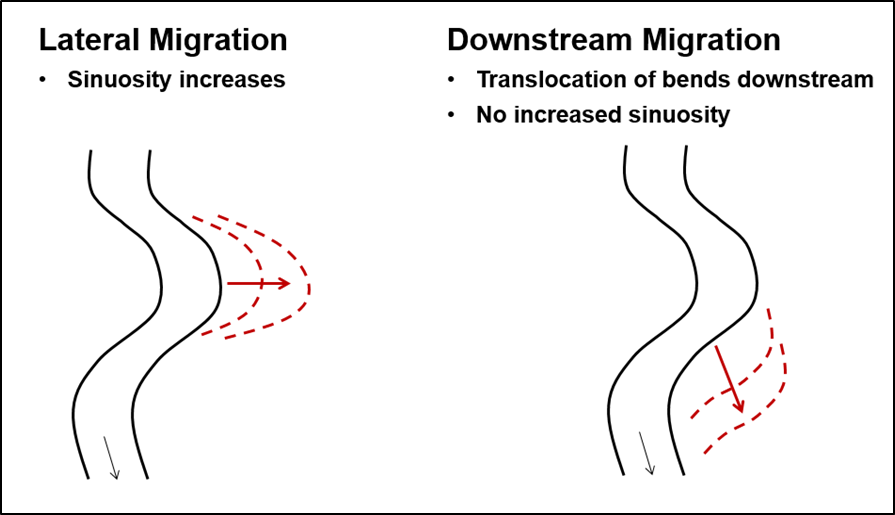 Lateral Migration
• Sinuosity increases
Downstream Migration
• Translocation of bends downstream
• No increased sinuosity